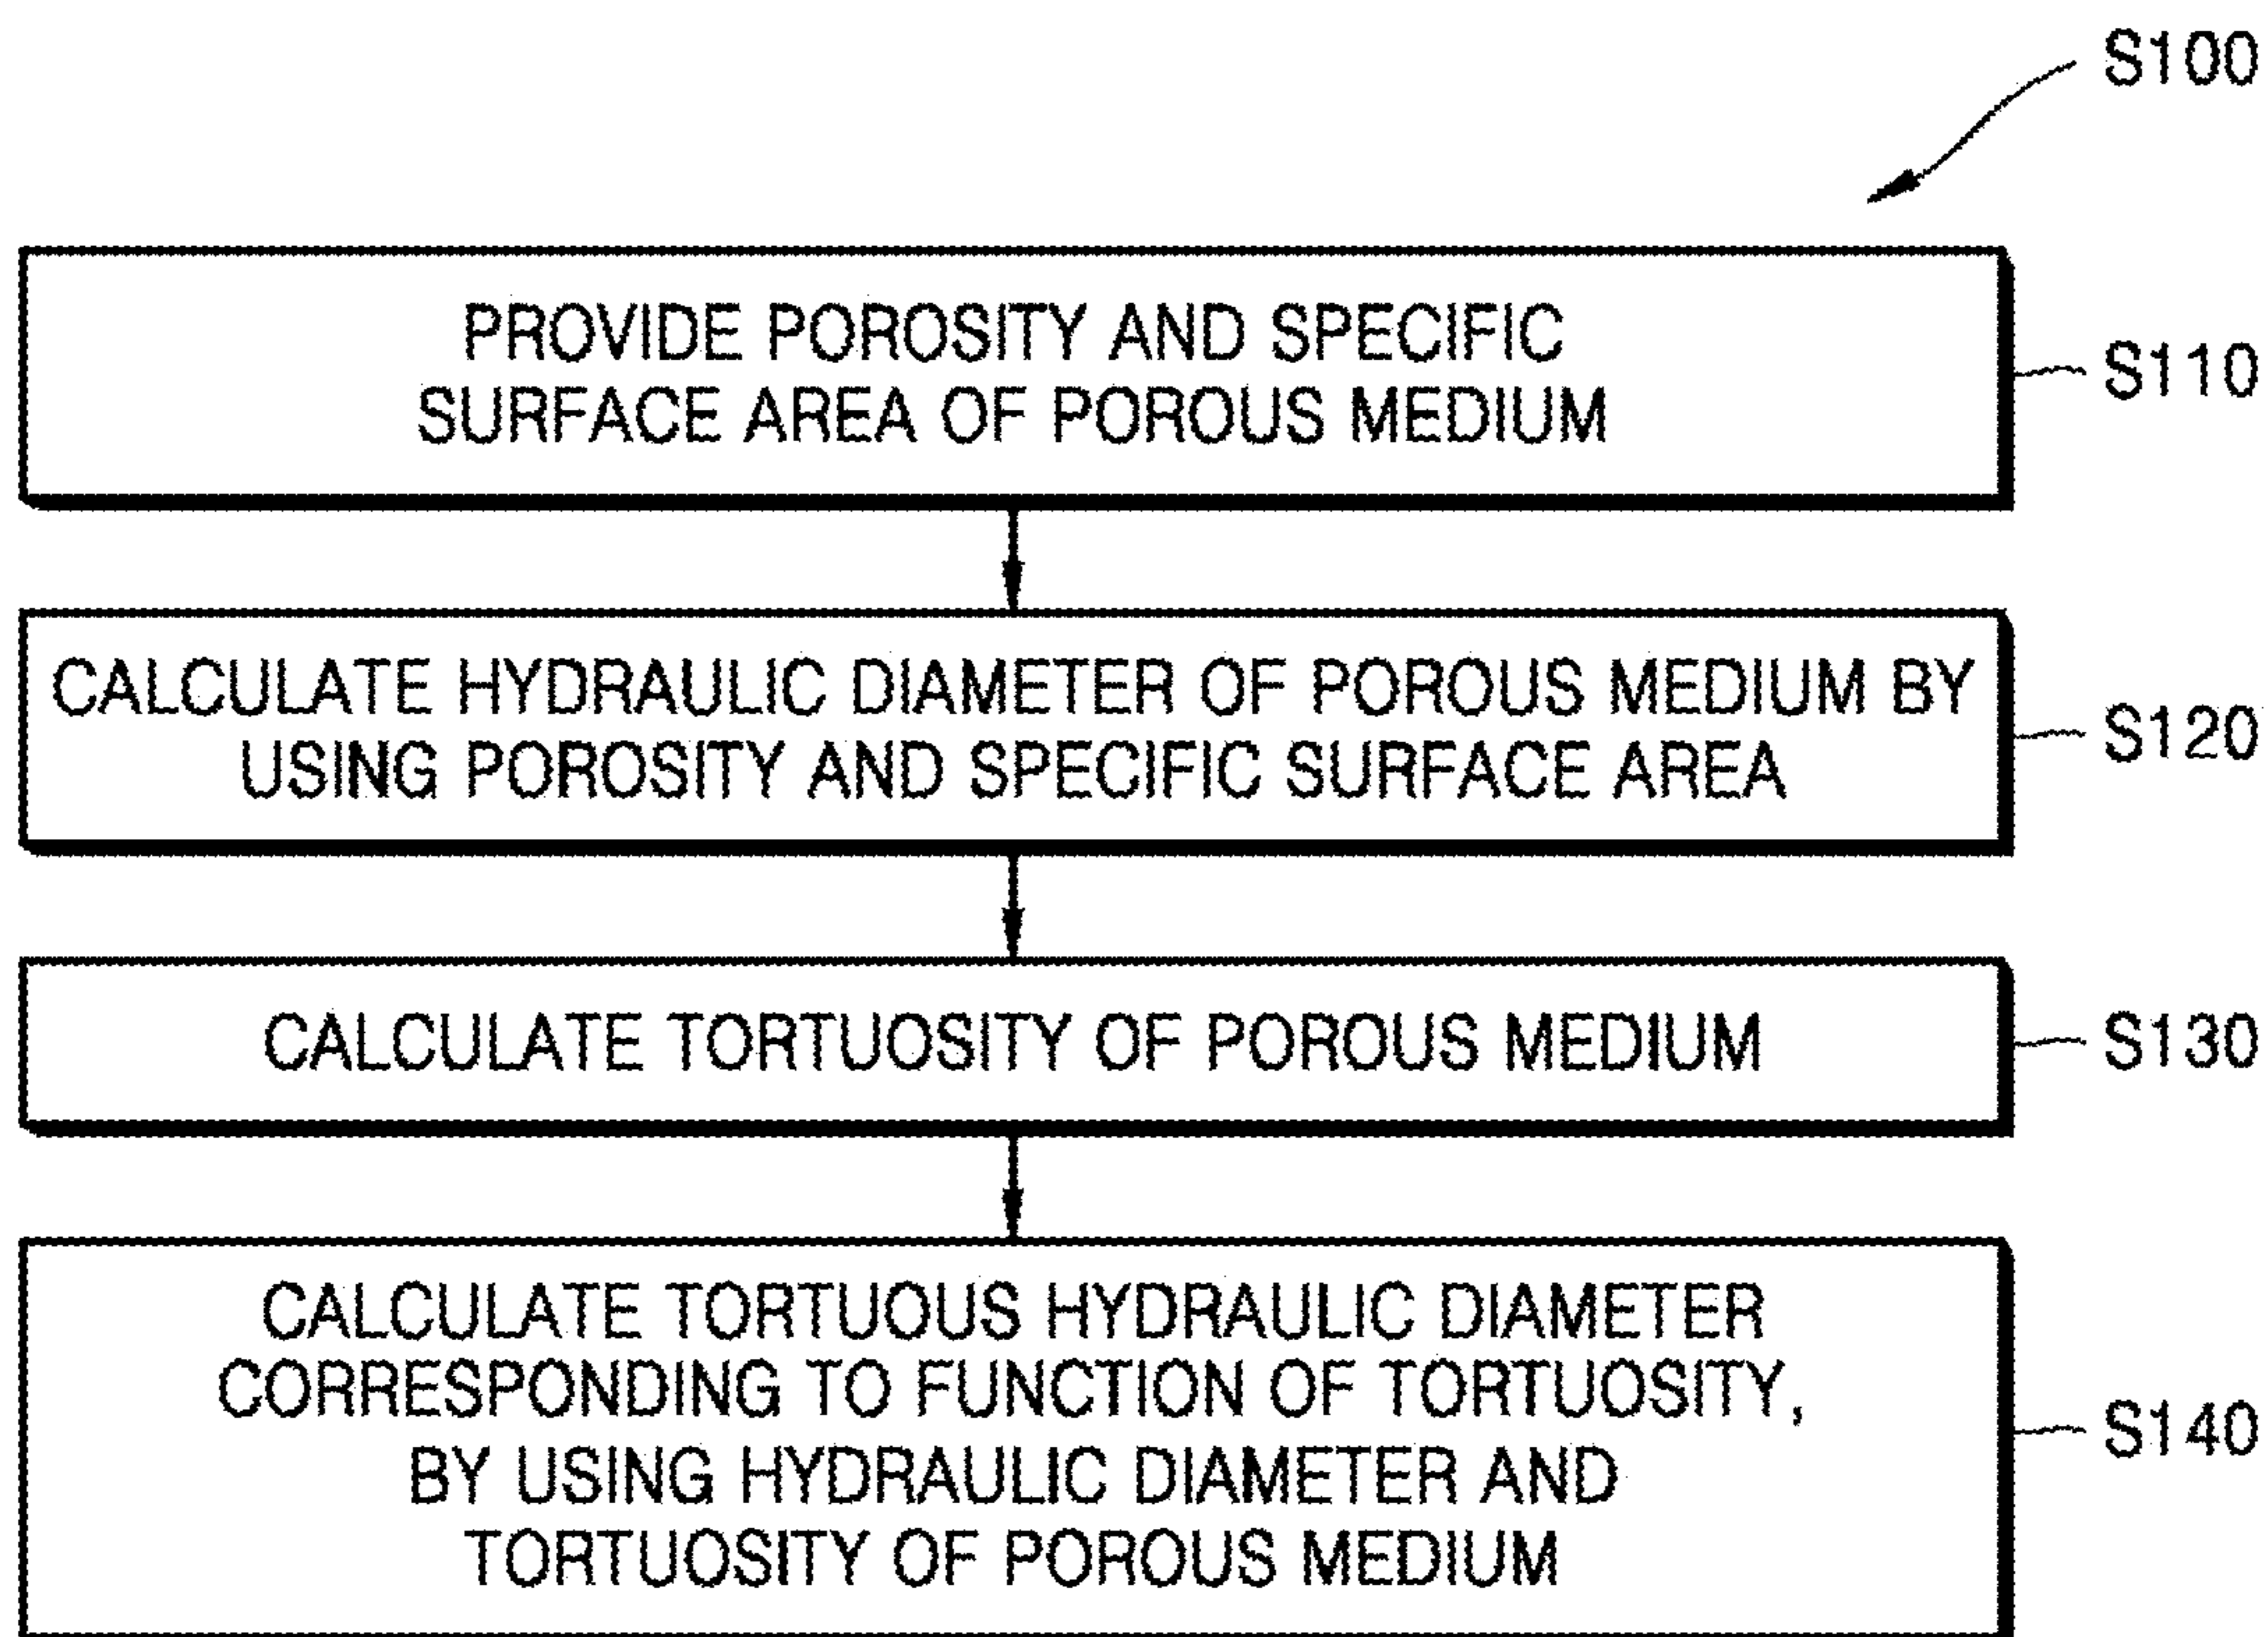 S100
PROVIDE POROSITY AND SPECIFIC
SURFACE AREA OF POROUS MEDIUM
S110
CALCULATE HYDRAULIC DIAMETER OF POROUS MEDIUM BY
USING POROSITY AND SPECIFIC SURFACE AREA
S120
CALCULATE TORTUOSITY OF POROUS MEDIUM
S130
CALCULATE TORTUOUS HYDRAULIC DIAMETER
CORRESPONDING TO FUNCTION OF TORTUOSITY,
BY USING HYDRAULIC DIAMETER AND
TORTUOSITY OF POROUS MEDIUM
S140